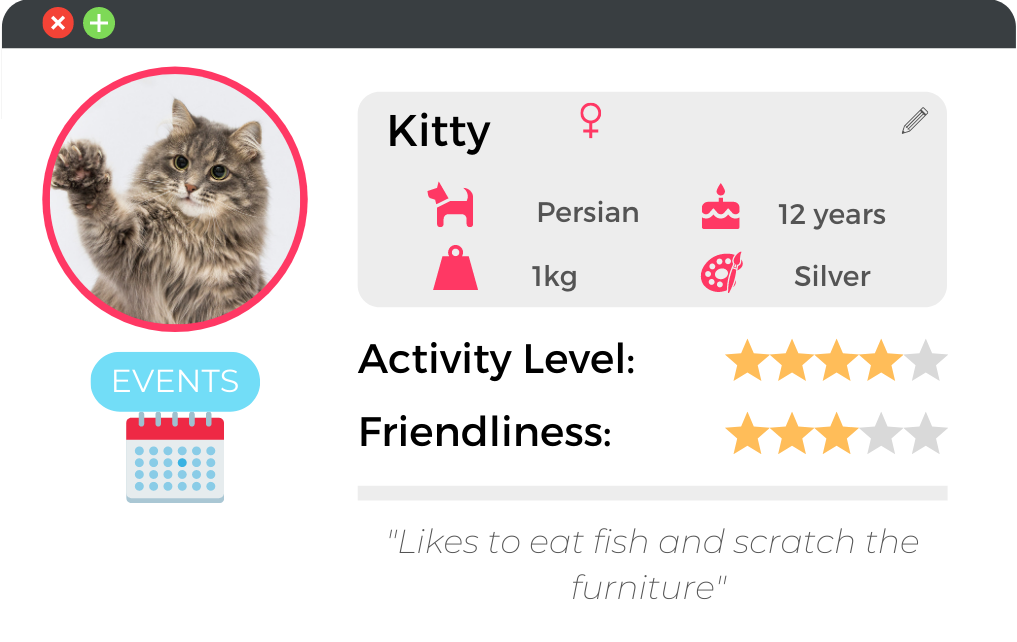 Kitty
Persian
12 years
1kg
Silver
EVENTS
Activity Level:
Friendliness:
"Likes to eat fish and scratch the
furniture"